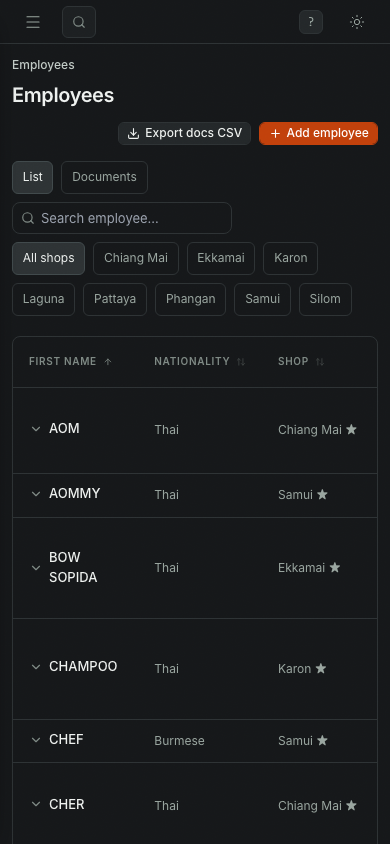 ?
Employees
Employees
Export docs CSV
Add employee
List
Documents
Search employee...
All shops
Chiang Mai
Ekkamai
Karon
Laguna
Pattaya
Phangan
Samui
Silom
FIRST NAME ↑ NATIONALITY ↑↓ SHOP ↑↓
AOM Thai Chiang Mai ★
AOMMY Thai Samui ★
BOW
SOPIDA Thai Ekkamai ★
CHAMPOO Thai Karon ★
CHEF Burmese Samui ★
CHER Thai Chiang Mai ★